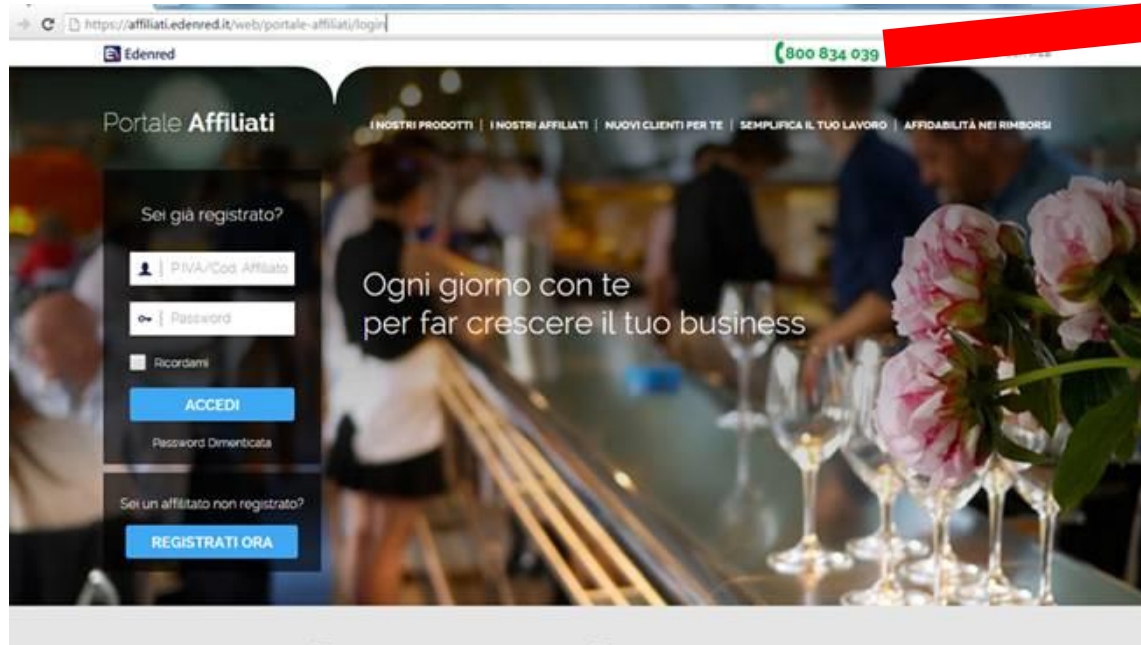 https://affiliati.edenred.it/web/portale-affiliati/login
Edenred
800 834 039
Portale Affiliati
I NOSTRI PRODOTTI | I NOSTRI AFFILIATI | NUOVI CLIENTI PER TE | SEMPLIFICA IL TUO LAVORO | AFFIDABILITÀ NEI RIMBORSI
Sei già registrato?
P.IVA/Cod. Affiliato
Password
Ricordami
ACCEDI
Password Dimenticata
Ogni giorno con te
per far crescere il tuo business
Sei un affilitato non registrato?
REGISTRATI ORA